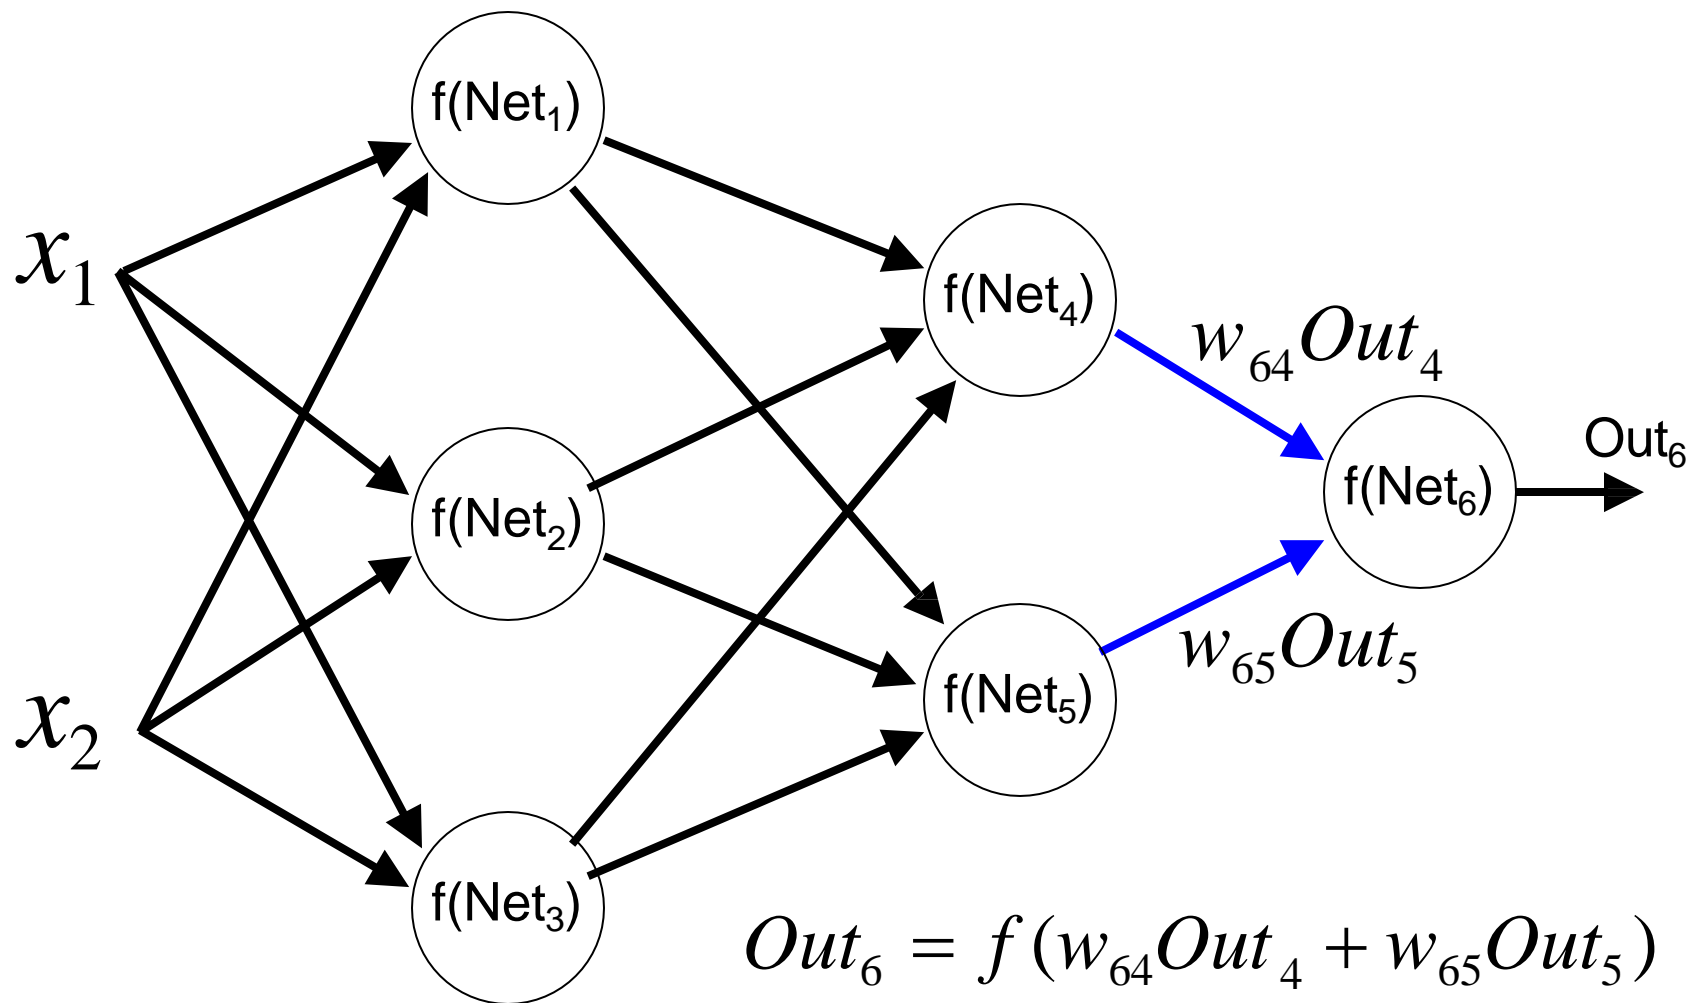 f(Net₁)
x₁
f(Net₄)
w₆₄Out₄
Out₆
f(Net₆)
f(Net₂)
w₆₅Out₅
f(Net₅)
x₂
f(Net₃)
Out₆ = f(w₆₄Out₄ + w₆₅Out₅)